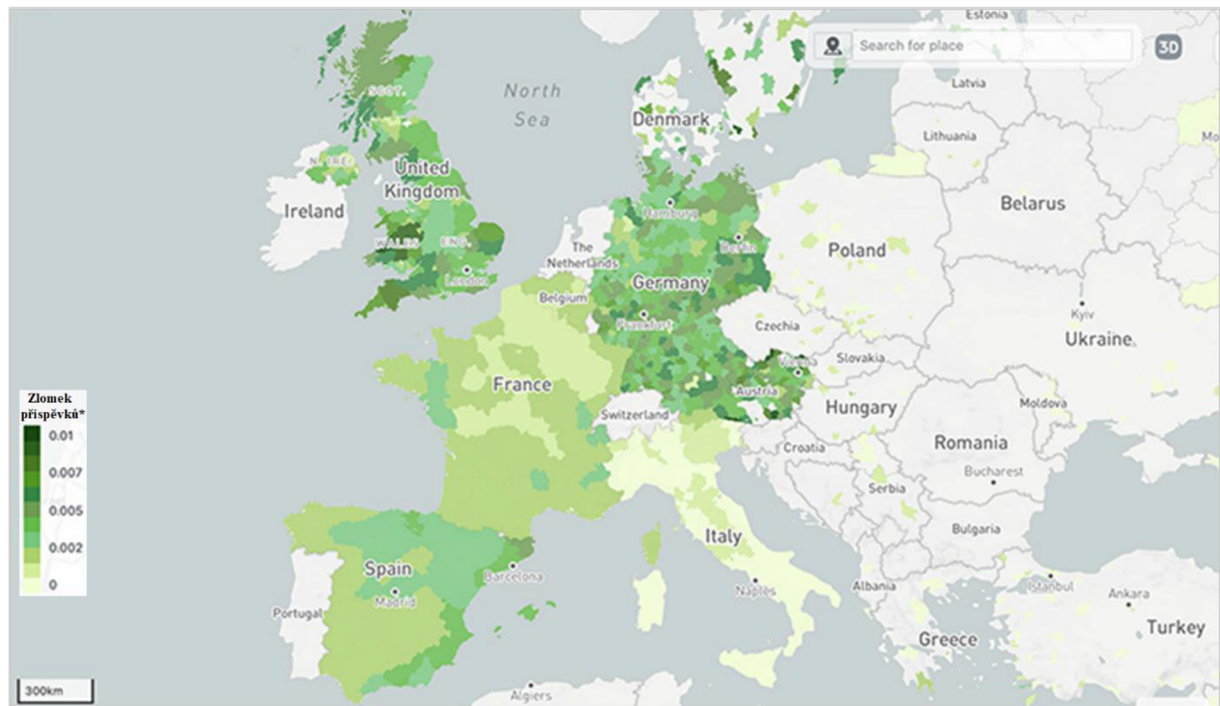 Estonia
Search for place
3D
North
Sea
SCOT.
Latvia
Denmark
Lithuania
N. IRE.
United
Kingdom
Ireland
Hamburg
Belarus
WALES
ENG.
Berlin
The
Netherlands
Poland
London
Germany
Belgium
Frankfurt
Kyiv
Czechia
Ukraine
Slovakia
Vienna
France
Austria
Zlomek
příspěvků*
Switzerland
Hungary
Moldova
0.01
Croatia
Romania
0.007
Bucharest
Serbia
0.005
Italy
Bulgaria
0.002
Spain
Barcelona
Albania
Istanbul
0
Madrid
Naples
Ankara
Portugal
Greece
Turkey
300km
Algiers